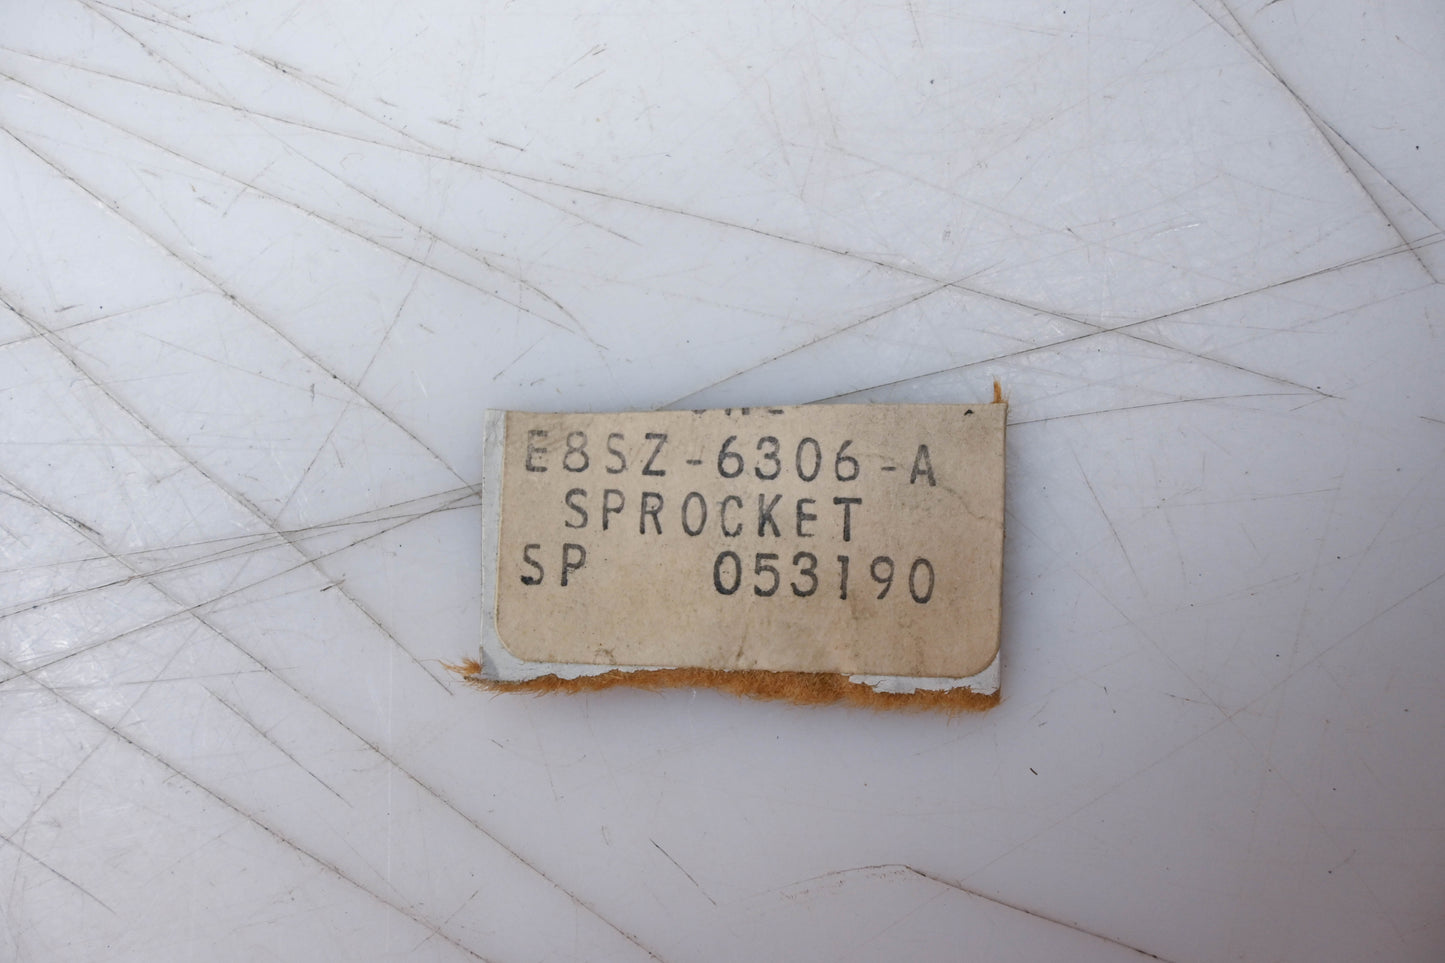 E8SZ-6306-A
SPROCKET
SP 053190